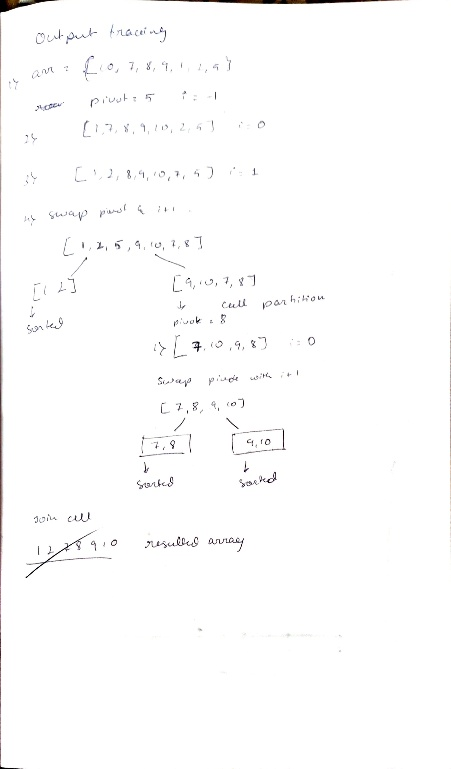 Output tracing
1) arr = {10, 7, 8, 9, 1, 2, 5}
pivot = 5 i = -1
2) [1, 7, 8, 9, 10, 2, 5] i = 0
3) [1, 2, 8, 9, 10, 7, 5] i = 1
4) swap pivot & i+1.
[1, 2, 5, 9, 10, 7, 8]
[1 2] [9, 10, 7, 8]
↓ ↓ call partition
sorted pivot = 8
1) [7, 10, 9, 8] i = 0
Swap pivote with i+1
[7, 8, 9, 10]
7, 8 9, 10
↓ ↓
Sorted Sorted
Join call
1 2 7 8 9 10 resulted array